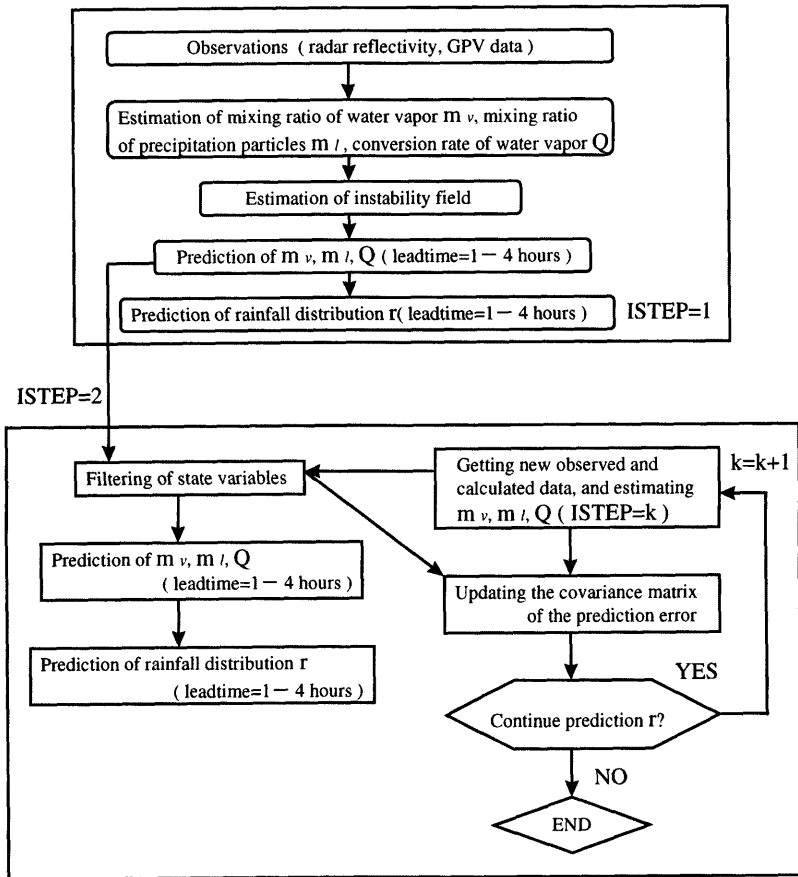 Observations ( radar reflectivity, GPV data )
Estimation of mixing ratio of water vapor m v, mixing ratio
of precipitation particles m l , conversion rate of water vapor Q
Estimation of instability field
Prediction of m v, m l, Q ( leadtime=1 — 4 hours )
Prediction of rainfall distribution r( leadtime=1 — 4 hours )
ISTEP=1
ISTEP=2
Filtering of state variables
Getting new observed and
calculated data, and estimating
m v, m l, Q ( ISTEP=k )
k=k+1
Prediction of m v, m l, Q
( leadtime=1 — 4 hours )
Updating the covariance matrix
of the prediction error
Prediction of rainfall distribution r
( leadtime=1 — 4 hours )
YES
Continue prediction r?
NO
END